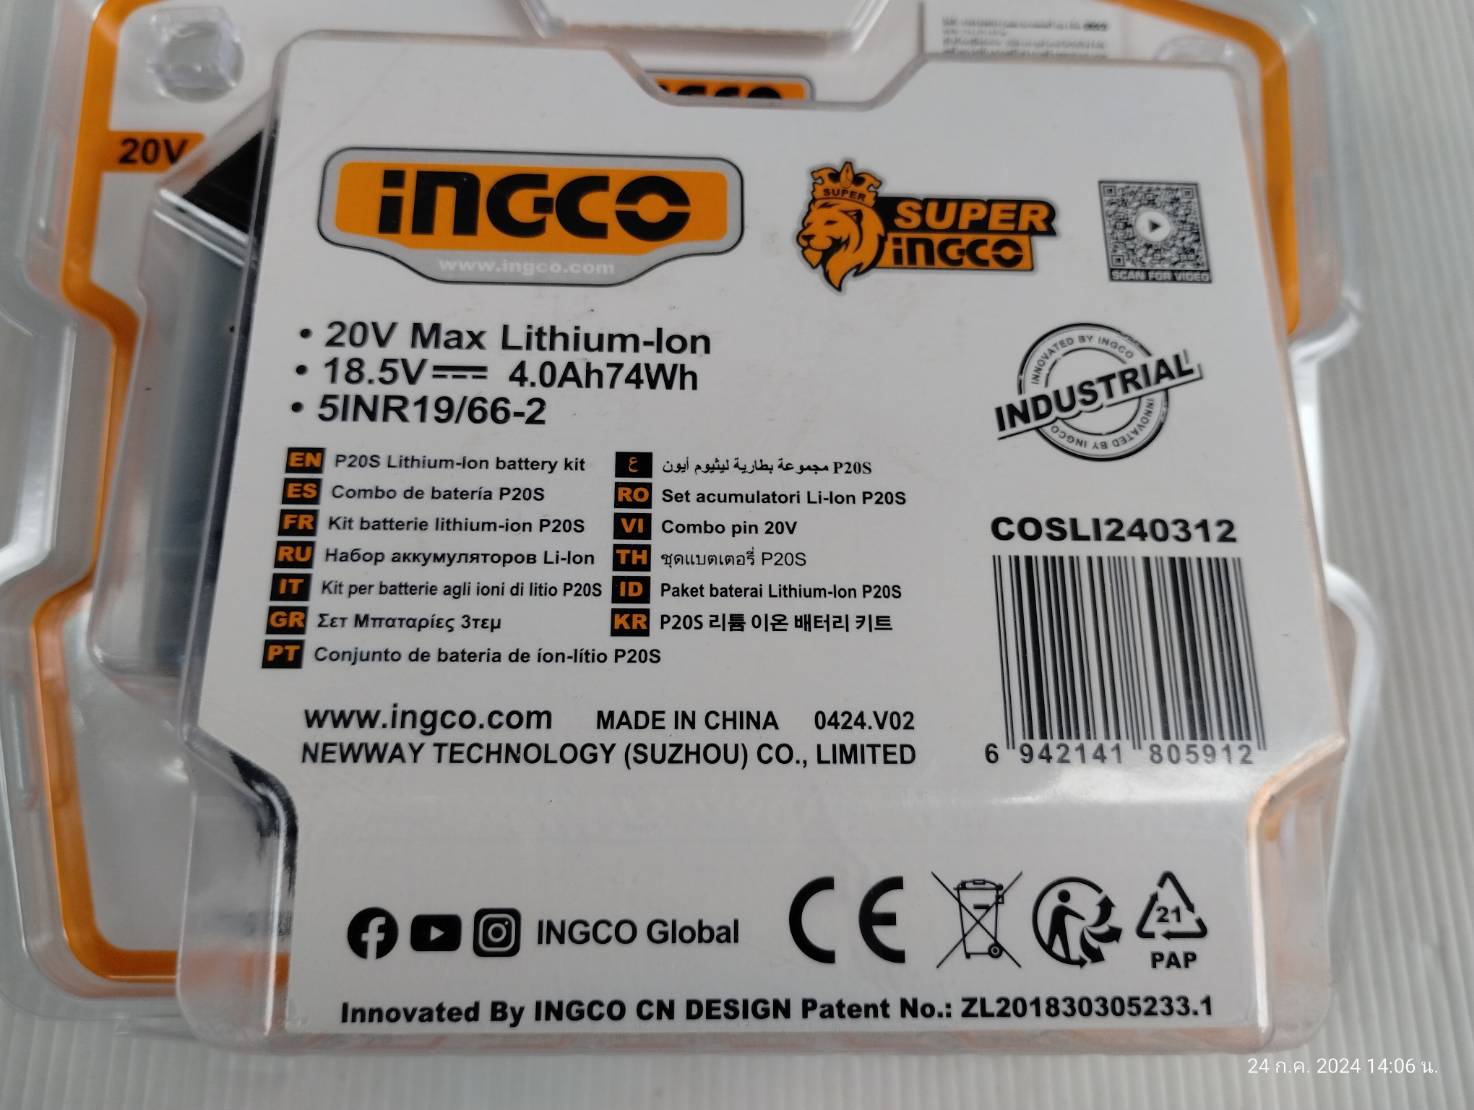 20V
INGCO
www.ingco.com
SUPER
SUPER
INGCO
SCAN FOR VIDEO
• 20V Max Lithium-Ion
• 18.5V 4.0Ah74Wh
• 5INR19/66-2
INNOVATED BY INGCO
INDUSTRIAL
INNOVATED BY INGCO
EN P20S Lithium-Ion battery kit
ES Combo de batería P20S
FR Kit batterie lithium-ion P20S
RU Набор аккумуляторов Li-Ion
IT Kit per batterie agli ioni di litio P20S
GR Σετ Μπαταρίες 3τεμ
PT Conjunto de bateria de íon-lítio P20S
ع مجموعة بطارية ليثيوم أيون P20S
RO Set acumulatori Li-Ion P20S
VI Combo pin 20V
TH ชุดแบตเตอรี่ P20S
ID Paket baterai Lithium-Ion P20S
KR P20S 리튬 이온 배터리 키트
COSLI240312
6 942141 805912
www.ingco.com MADE IN CHINA 0424.V02
NEWWAY TECHNOLOGY (SUZHOU) CO., LIMITED
INGCO Global
CE
21
PAP
Innovated By INGCO CN DESIGN Patent No.: ZL201830305233.1
24 ก.ค. 2024 14:06 น.